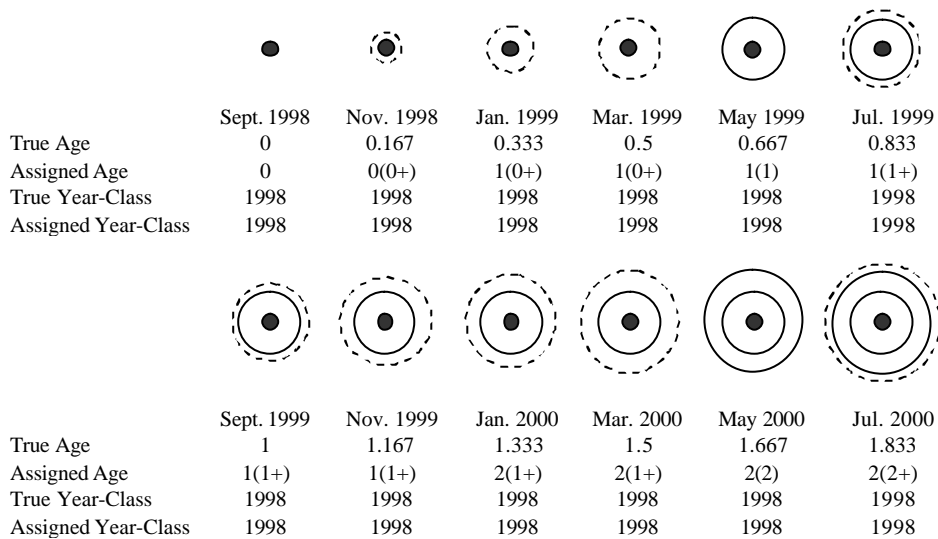 Sept. 1998 Nov. 1998 Jan. 1999 Mar. 1999 May 1999 Jul. 1999
True Age 0 0.167 0.333 0.5 0.667 0.833
Assigned Age 0 0(0+) 1(0+) 1(0+) 1(1) 1(1+)
True Year-Class 1998 1998 1998 1998 1998 1998
Assigned Year-Class 1998 1998 1998 1998 1998 1998
Sept. 1999 Nov. 1999 Jan. 2000 Mar. 2000 May 2000 Jul. 2000
True Age 1 1.167 1.333 1.5 1.667 1.833
Assigned Age 1(1+) 1(1+) 2(1+) 2(1+) 2(2) 2(2+)
True Year-Class 1998 1998 1998 1998 1998 1998
Assigned Year-Class 1998 1998 1998 1998 1998 1998